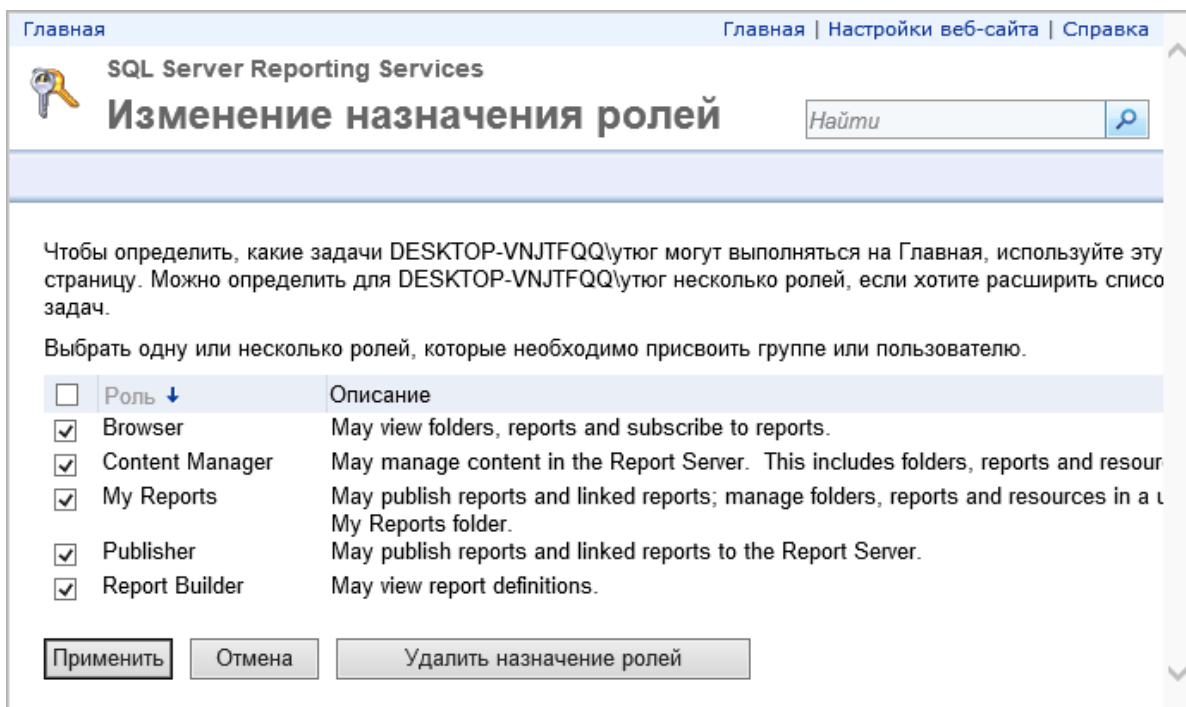 Главная
Главная | Настройки веб-сайта | Справка
SQL Server Reporting Services
Изменение назначения ролей
Найти
Чтобы определить, какие задачи DESKTOP-VNJTFQQ\утюг могут выполняться на Главная, используйте эту
страницу. Можно определить для DESKTOP-VNJTFQQ\утюг несколько ролей, если хотите расширить списо
задач.
Выбрать одну или несколько ролей, которые необходимо присвоить группе или пользователю.
Роль Описание
Browser May view folders, reports and subscribe to reports.
Content Manager May manage content in the Report Server. This includes folders, reports and resour
My Reports May publish reports and linked reports; manage folders, reports and resources in a u
My Reports folder.
Publisher May publish reports and linked reports to the Report Server.
Report Builder May view report definitions.
Применить Отмена Удалить назначение ролей